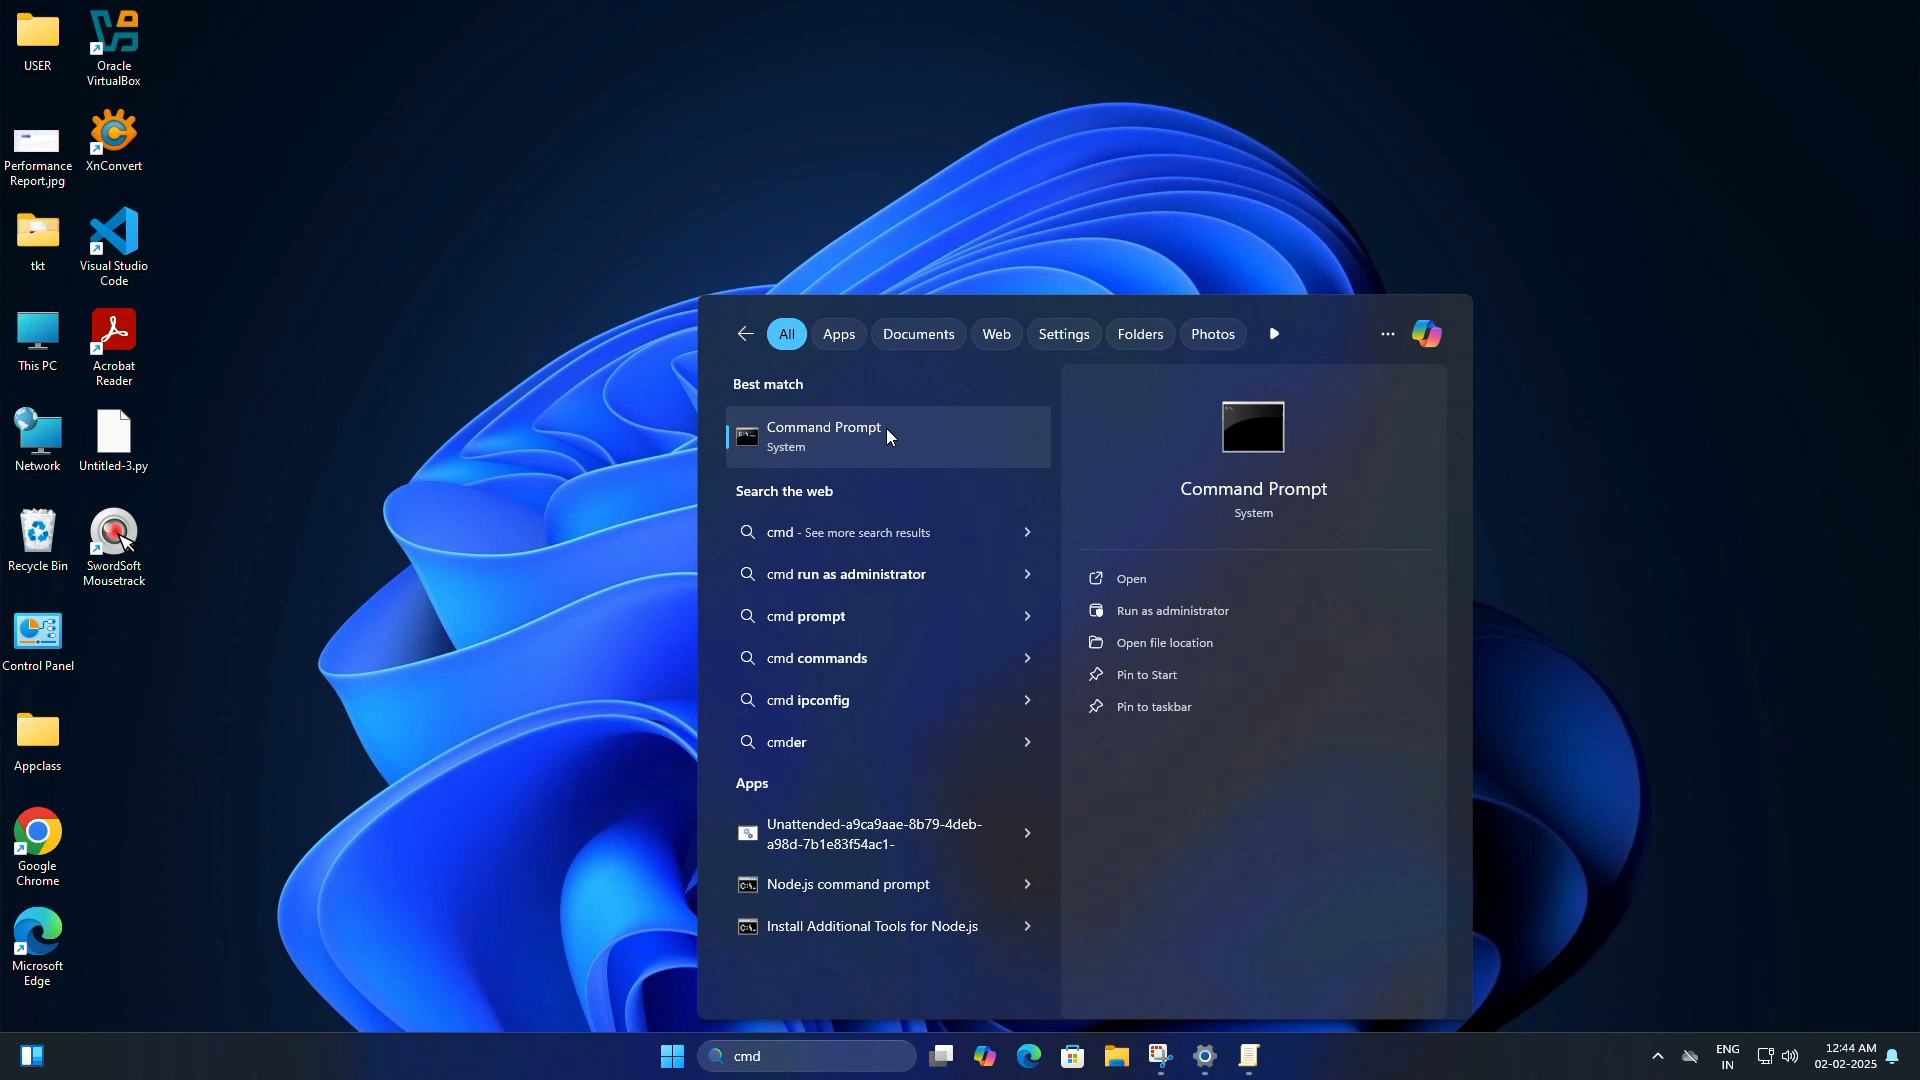 USER
Oracle
VirtualBox
Performance
Report.jpg
XnConvert
tkt
Visual Studio
Code
This PC
Acrobat
Reader
Network
Untitled-3.py
Recycle Bin
SwordSoft
Mousetrack
Control Panel
Appclass
Google
Chrome
Microsoft
Edge
All
Apps
Documents
Web
Settings
Folders
Photos
Best match
Command Prompt
System
Search the web
cmd - See more search results
cmd run as administrator
cmd prompt
cmd commands
cmd ipconfig
cmder
Apps
Unattended-a9ca9aae-8b79-4deb-
a98d-7b1e83f54ac1-
Node.js command prompt
Install Additional Tools for Node.js
Command Prompt
System
Open
Run as administrator
Open file location
Pin to Start
Pin to taskbar
cmd
ENG
IN
12:44 AM
02-02-2025